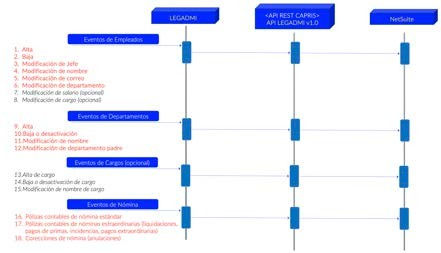 LEGADMI
<API REST CAPRIS>
API LEGADMI v1.0
NetSuite
Eventos de Empleados
1. Alta
2. Baja
3. Modificación de Jefe
4. Modificación de nombre
5. Modificación de correo
6. Modificación de departamento
7. Modificación de salario (opcional)
8. Modificación de cargo (opcional)
Eventos de Departamentos
9. Alta
10.Baja o desactivación
11.Modificación de nombre
12.Modificación de departamento padre
Eventos de Cargos (opcional)
13.Alta de cargo
14.Baja o desactivación de cargo
15.Modificación de nombre de cargo
Eventos de Nómina
16. Pólizas contables de nómina estándar
17. Pólizas contables de nóminas extraordinarias (liquidaciones,
pagos de primas, incidencias, pagos extraordinarios)
18. Correcciones de nómina (anulaciones)